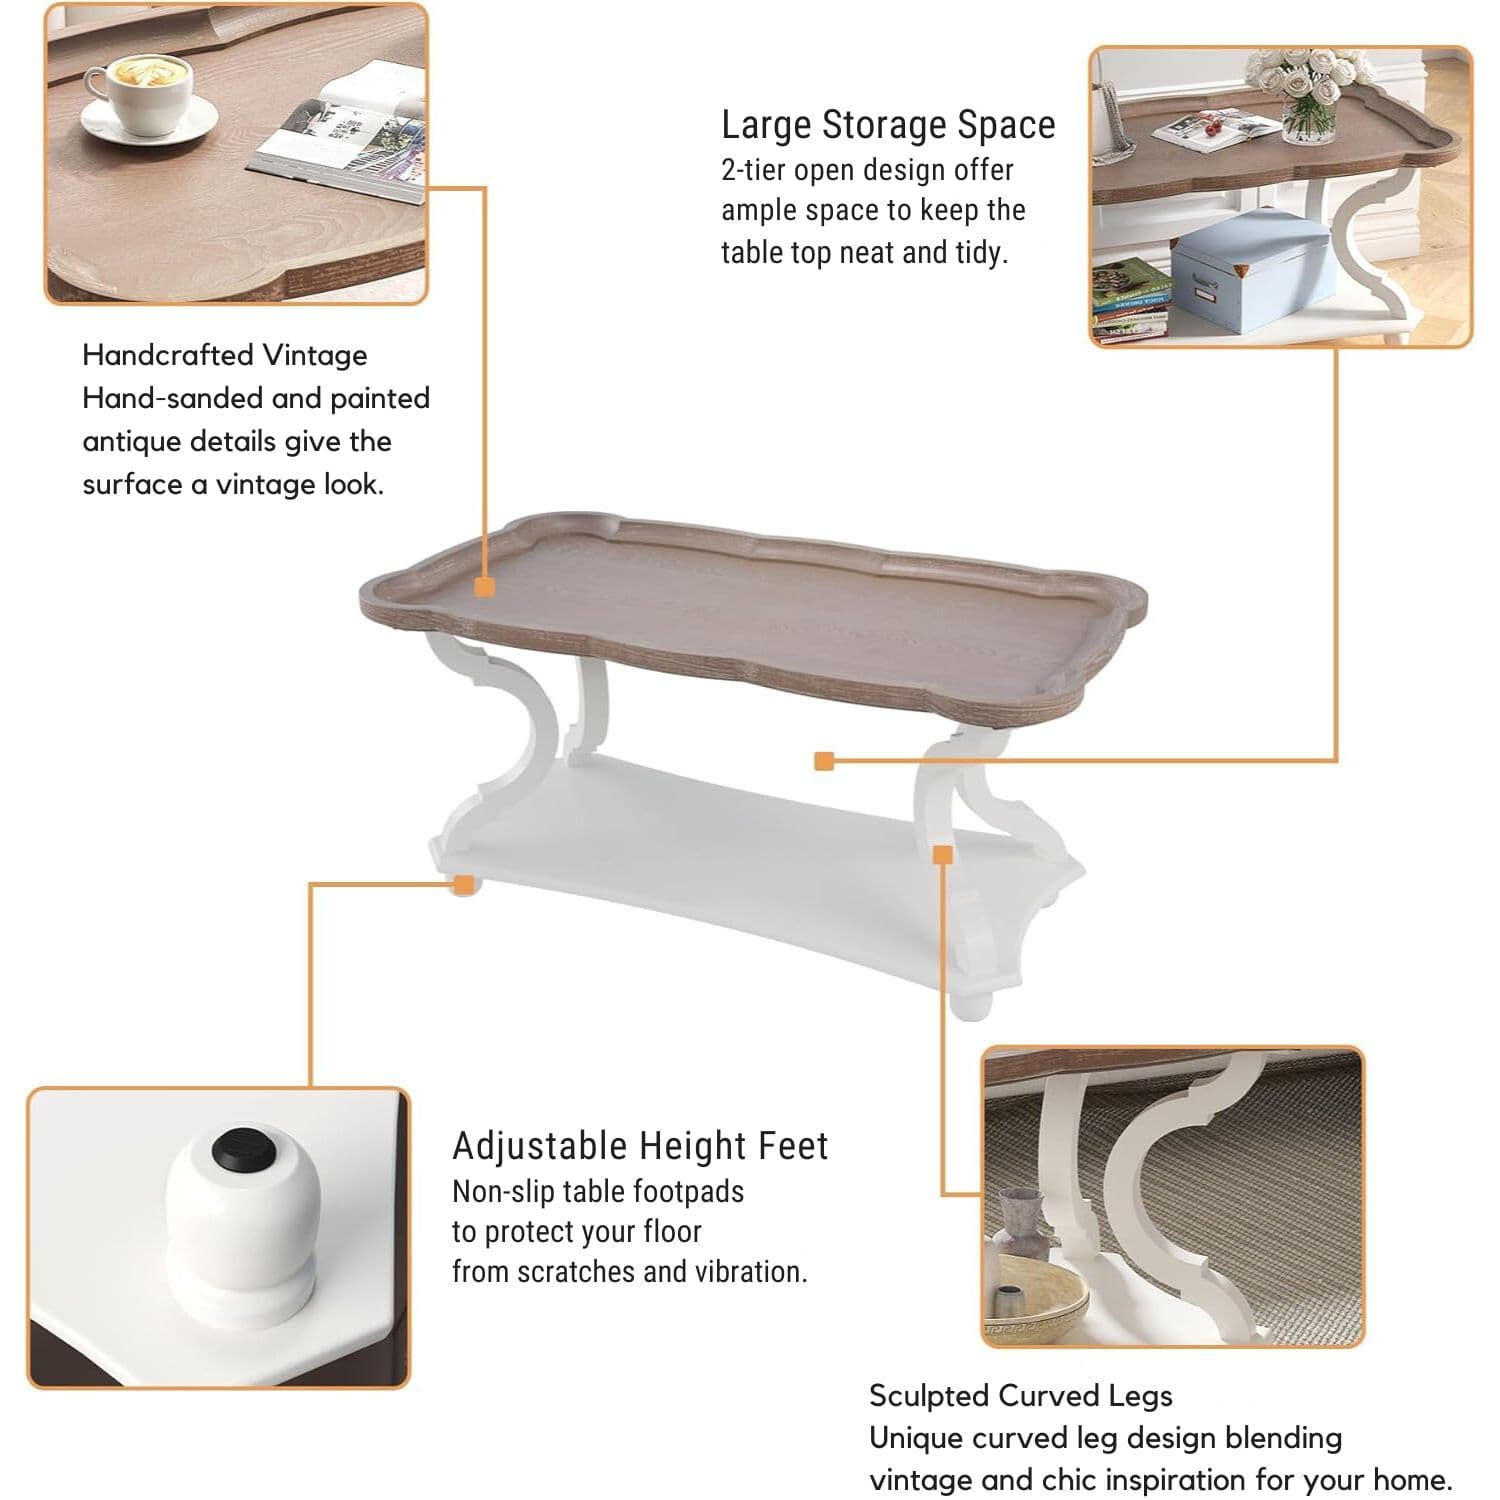 Large Storage Space
2-tier open design offer
ample space to keep the
table top neat and tidy.
Handcrafted Vintage
Hand-sanded and painted
antique details give the
surface a vintage look.
Adjustable Height Feet
Non-slip table footpads
to protect your floor
from scratches and vibration.
Sculpted Curved Legs
Unique curved leg design blending
vintage and chic inspiration for your home.